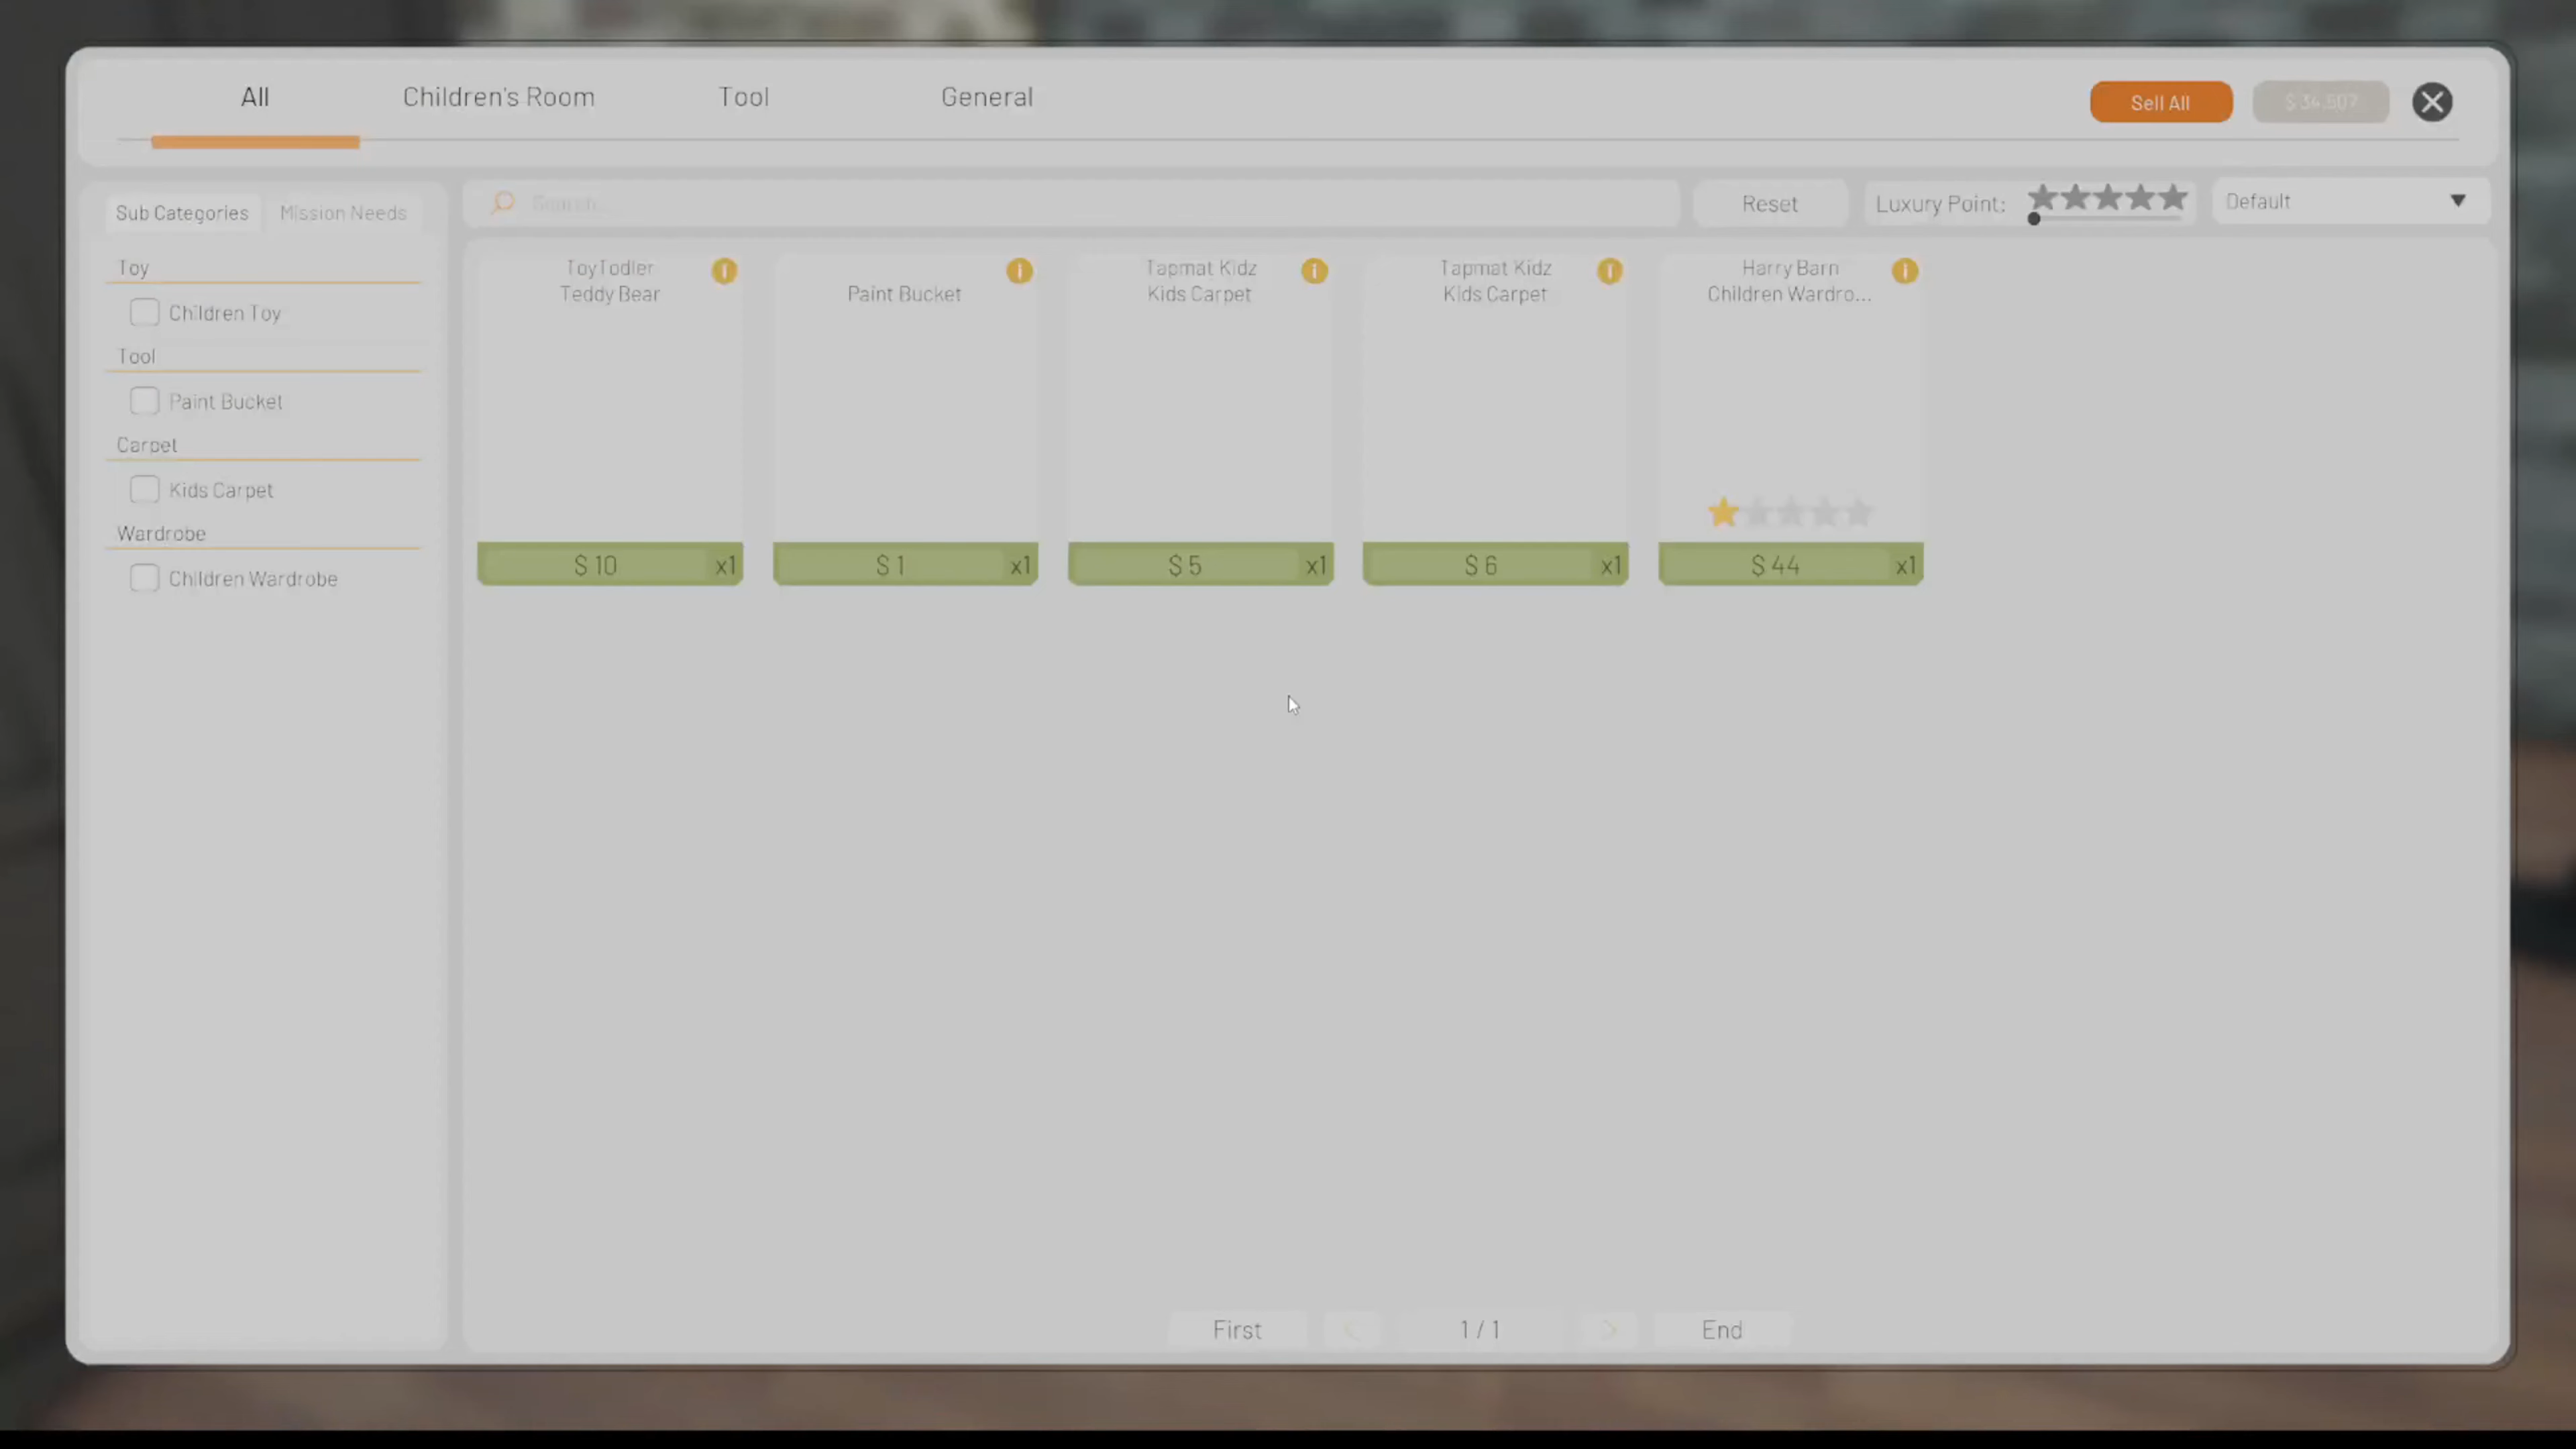 All
Children's Room
Tool
General
Sell All
$ 34.607
Sub Categories
Mission Needs
Search...
Reset
Luxury Point:
Default
Toy
Children Toy
Tool
Paint Bucket
Carpet
Kids Carpet
Wardrobe
Children Wardrobe
ToyTodler
Teddy Bear
$ 10 x1
Paint Bucket
$ 1 x1
Tapmat Kidz
Kids Carpet
$ 5 x1
Tapmat Kidz
Kids Carpet
$ 6 x1
Harry Barn
Children Wardro...
$ 44 x1
First < 1 / 1 > End